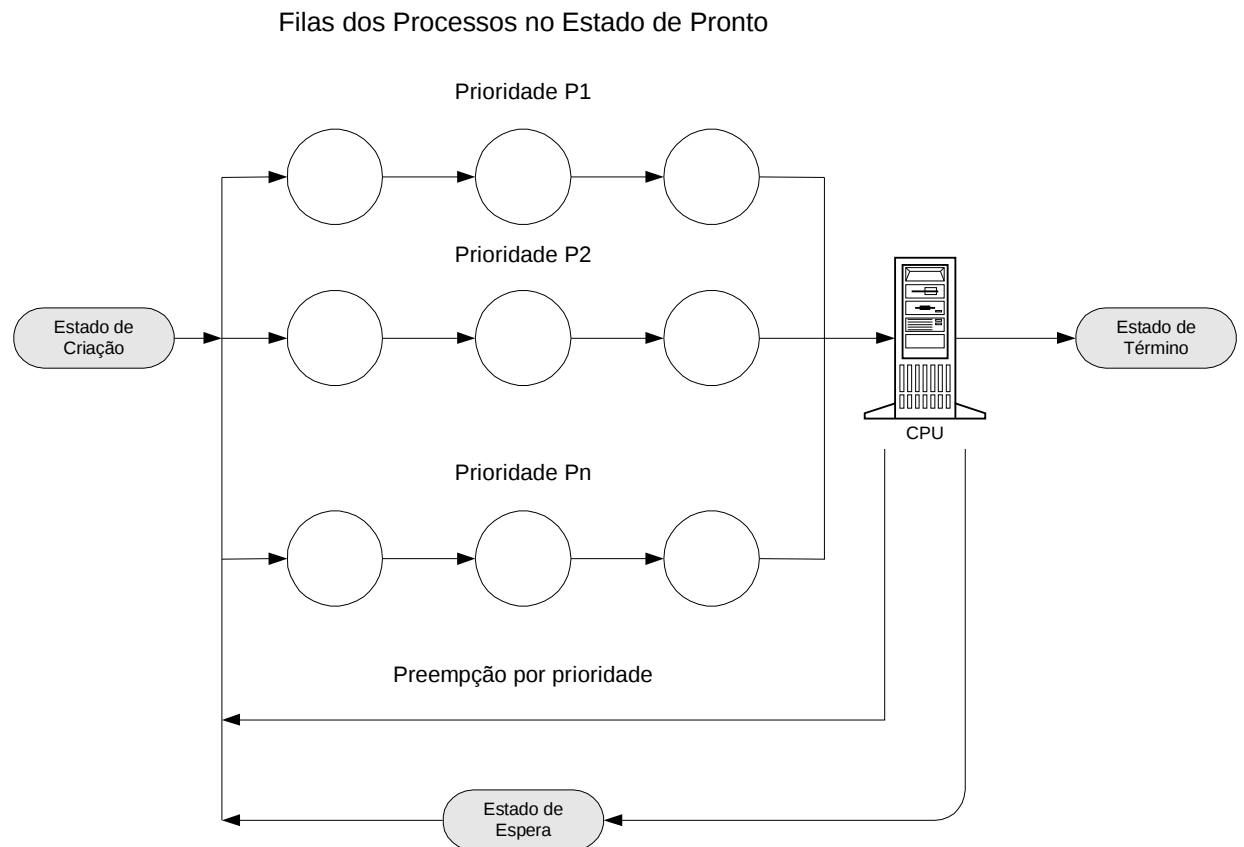 Filas dos Processos no Estado de Pronto
Prioridade P1
Prioridade P2
Estado de
Criação
Estado de
Término
CPU
Prioridade Pn
Preempção por prioridade
Estado de
Espera